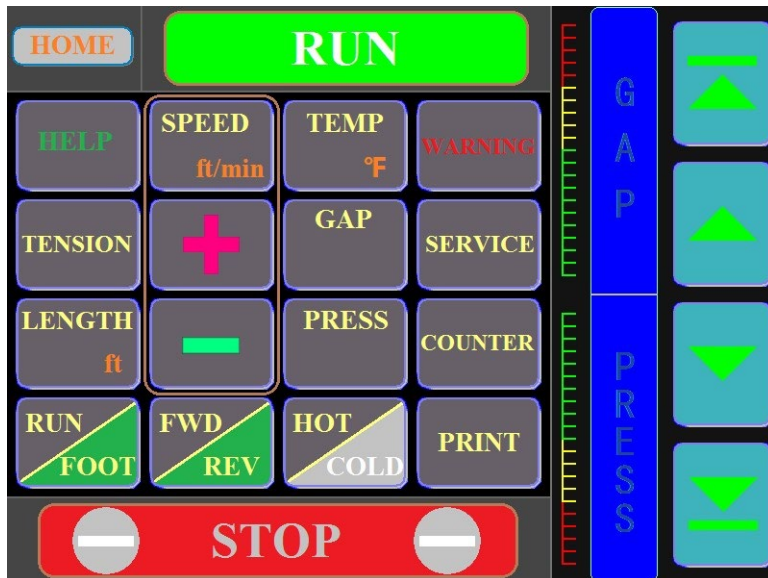 HOME
RUN
HELP
SPEED
ft/min
TEMP
℉
WARNING
TENSION
GAP
SERVICE
LENGTH
ft
PRESS
COUNTER
RUN
FOOT
FWD
REV
HOT
COLD
PRINT
STOP
GAP
PRESS